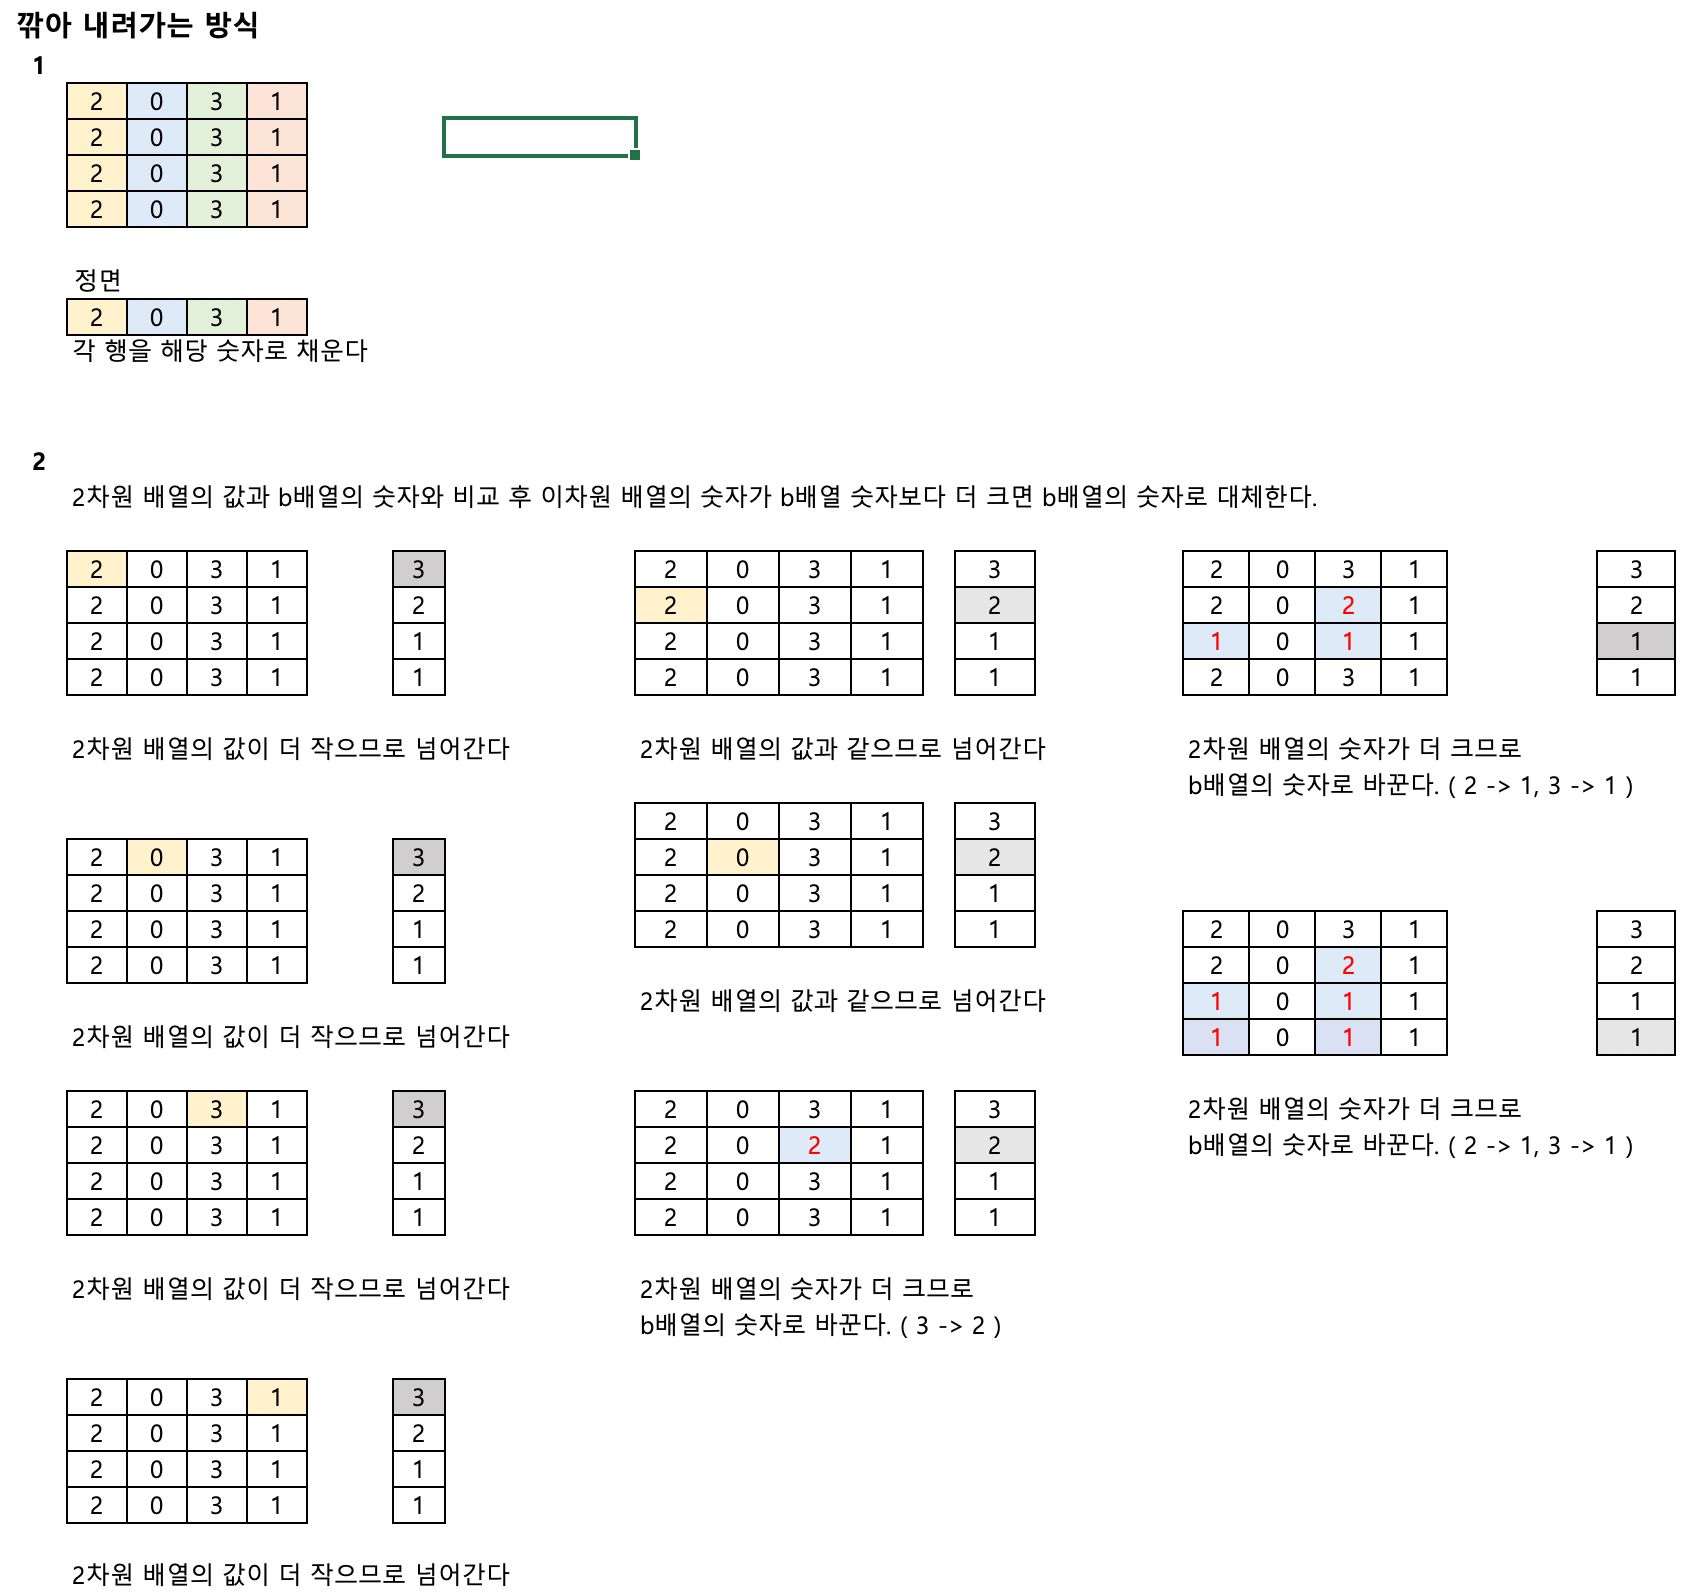 깎아 내려가는 방식
1
2 0 3 1
2 0 3 1
2 0 3 1
2 0 3 1
정면
2 0 3 1
각 행을 해당 숫자로 채운다
2
2차원 배열의 값과 b배열의 숫자와 비교 후 이차원 배열의 숫자가 b배열 숫자보다 더 크면 b배열의 숫자로 대체한다.
2 0 3 1 3
2 0 3 1 2
2 0 3 1 1
2 0 3 1 1
2차원 배열의 값이 더 작으므로 넘어간다
2 0 3 1 3
2 0 3 1 2
2 0 3 1 1
2 0 3 1 1
2차원 배열의 값이 더 작으므로 넘어간다
2 0 3 1 3
2 0 3 1 2
2 0 3 1 1
2 0 3 1 1
2차원 배열의 값이 더 작으므로 넘어간다
2 0 3 1 3
2 0 3 1 2
2 0 3 1 1
2 0 3 1 1
2차원 배열의 값이 더 작으므로 넘어간다
2 0 3 1 3
2 0 3 1 2
2 0 3 1 1
2 0 3 1 1
2차원 배열의 값과 같으므로 넘어간다
2 0 3 1 3
2 0 3 1 2
2 0 3 1 1
2 0 3 1 1
2차원 배열의 값과 같으므로 넘어간다
2 0 3 1 3
2 0 2 1 2
2 0 3 1 1
2 0 3 1 1
2차원 배열의 숫자가 더 크므로
b배열의 숫자로 바꾼다. ( 3 -> 2 )
2 0 3 1 3
2 0 2 1 2
1 0 1 1 1
2 0 3 1 1
2차원 배열의 숫자가 더 크므로
b배열의 숫자로 바꾼다. ( 2 -> 1, 3 -> 1 )
2 0 3 1 3
2 0 2 1 2
1 0 1 1 1
1 0 1 1 1
2차원 배열의 숫자가 더 크므로
b배열의 숫자로 바꾼다. ( 2 -> 1, 3 -> 1 )